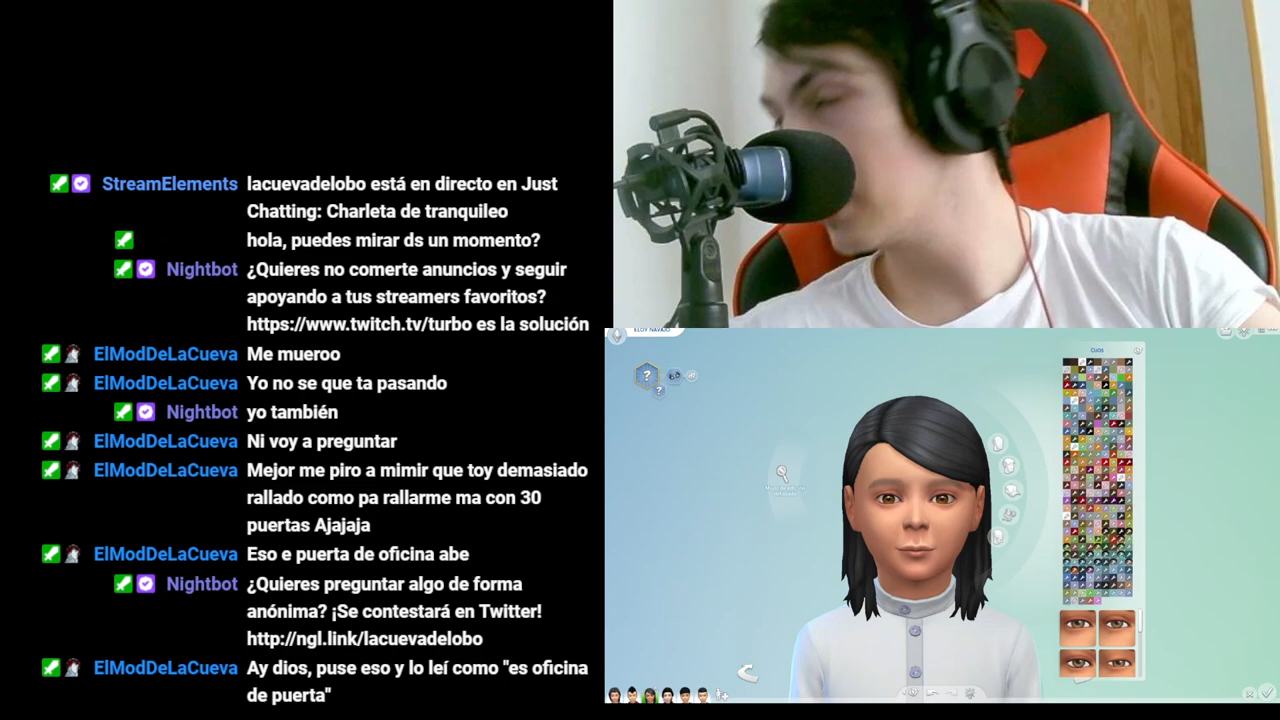 StreamElements lacuevadelobo está en directo en Just
Chatting: Charleta de tranquileo
hola, puedes mirar ds un momento?
Nightbot ¿Quieres no comerte anuncios y seguir
apoyando a tus streamers favoritos?
https://www.twitch.tv/turbo es la solución
ElModDeLaCueva Me mueroo
ElModDeLaCueva Yo no se que ta pasando
Nightbot yo también
ElModDeLaCueva Ni voy a preguntar
ElModDeLaCueva Mejor me piro a mimir que toy demasiado
rallado como pa rallarme ma con 30
puertas Ajajaja
ElModDeLaCueva Eso e puerta de oficina abe
Nightbot ¿Quieres preguntar algo de forma
anónima? ¡Se contestará en Twitter!
http://ngl.link/lacuevadelobo
ElModDeLaCueva Ay dios, puse eso y lo leí como "es oficina
de puerta"
ELOY NAVAJO
OJOS